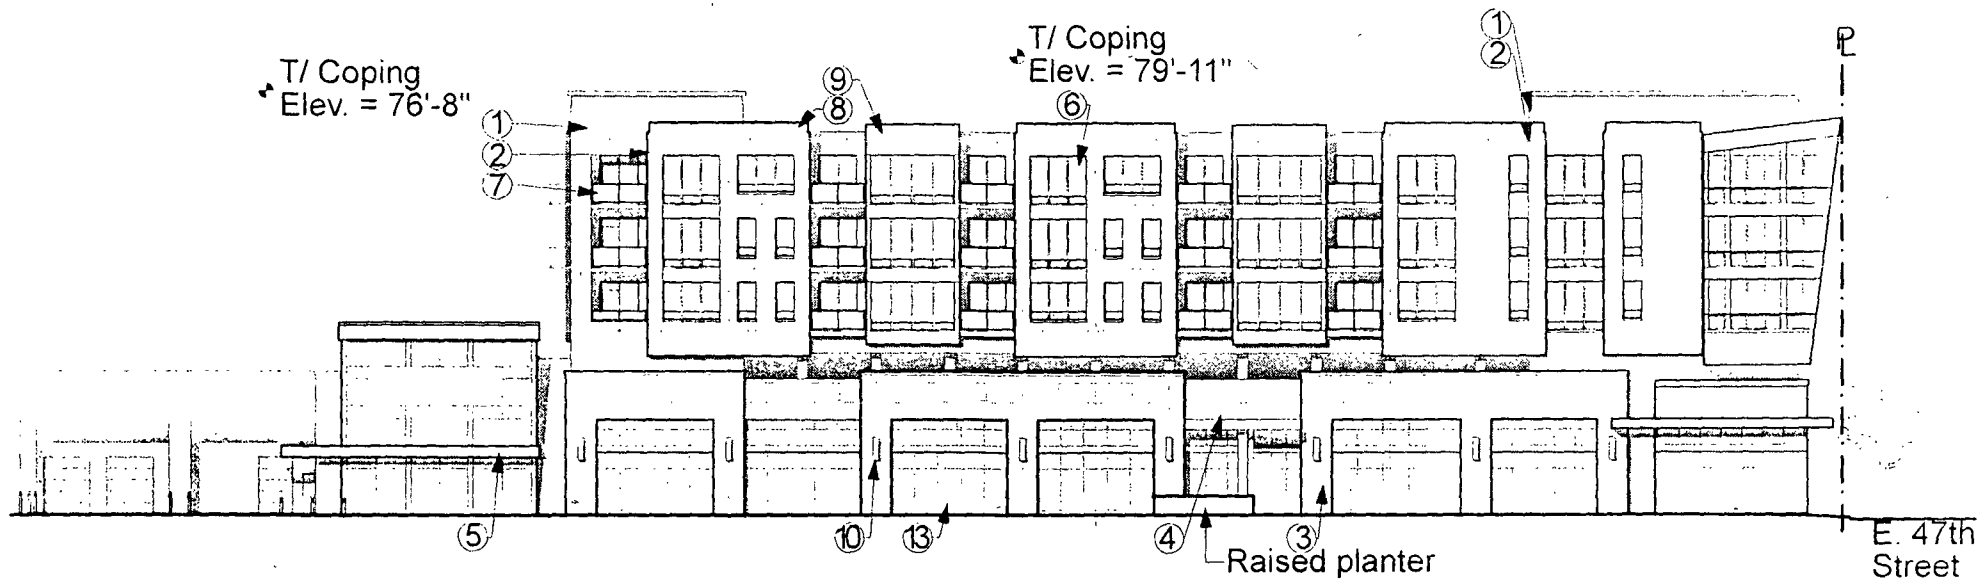 T/ Coping
Elev. = 76'-8"
T/ Coping
Elev. = 79'-11"
1
2
PL
9
8
6
1
2
7
5
10
13
4
3
Raised planter
E. 47th
Street